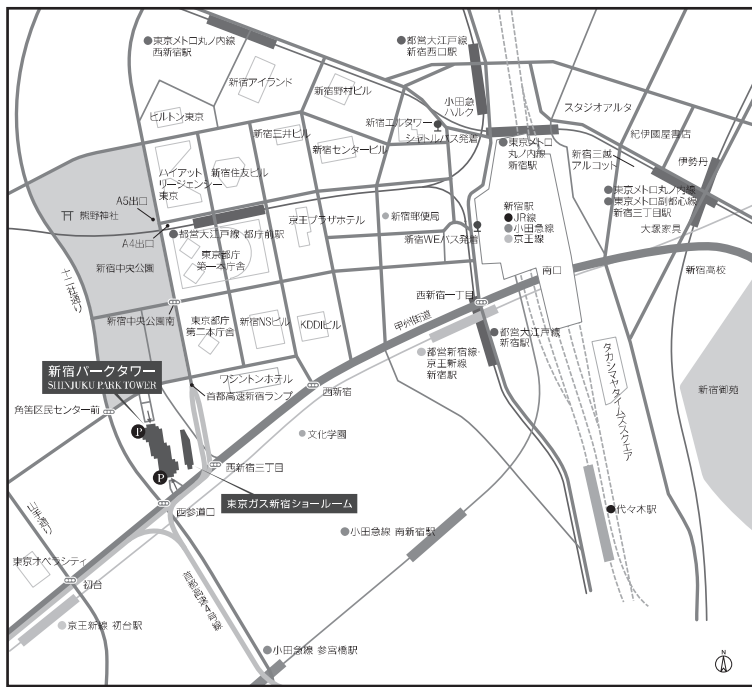 東京メトロ丸ノ内線
西新宿駅
都営大江戸線
新宿西口駅
新宿アイランド
新宿野村ビル
小田急
ハルク
スタジオアルタ
ヒルトン東京
新宿エルタワー
シャトルバス発着
紀伊國屋書店
新宿三井ビル
新宿センタービル
東京メトロ
丸ノ内線
新宿駅
新宿三越
アルコット
伊勢丹
ハイアット
リージェンシー
東京
新宿住友ビル
東京メトロ丸ノ内線
東京メトロ副都心線
新宿三丁目駅
A5出口
熊野神社
京王プラザホテル
新宿郵便局
新宿駅
JR線
小田急線
京王線
大塚家具
A4出口
都営大江戸線 都庁前駅
新宿WEバス発着
東京都庁
第一本庁舎
新宿中央公園
南口
新宿高校
十二社通り
西新宿一丁目
新宿中央公園南
東京都庁
第二本庁舎
新宿NSビル
KDDIビル
甲州街道
都営大江戸線
新宿駅
都営新宿線・
京王新線
新宿駅
タカシマヤタイムズスクエア
新宿パークタワー
SHINJUKU PARK TOWER
ワシントンホテル
首都高速新宿ランプ
西新宿
新宿御苑
角筈区民センター前
P
文化学園
P
西新宿三丁目
東京ガス新宿ショールーム
西参道口
山手通り
代々木駅
小田急線 南新宿駅
東京オペラシティ
初台
首都高速4号線
京王新線 初台駅
小田急線 参宮橋駅
N